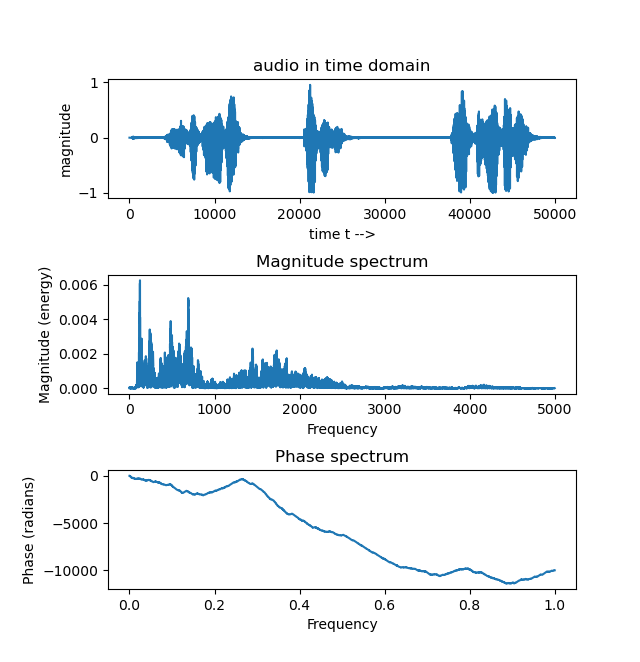 audio in time domain
magnitude
1
0
−1
0 10000 20000 30000 40000 50000
time t -->
Magnitude spectrum
Magnitude (energy)
0.006
0.004
0.002
0.000
0 1000 2000 3000 4000 5000
Frequency
Phase spectrum
Phase (radians)
0
−5000
−10000
0.0 0.2 0.4 0.6 0.8 1.0
Frequency